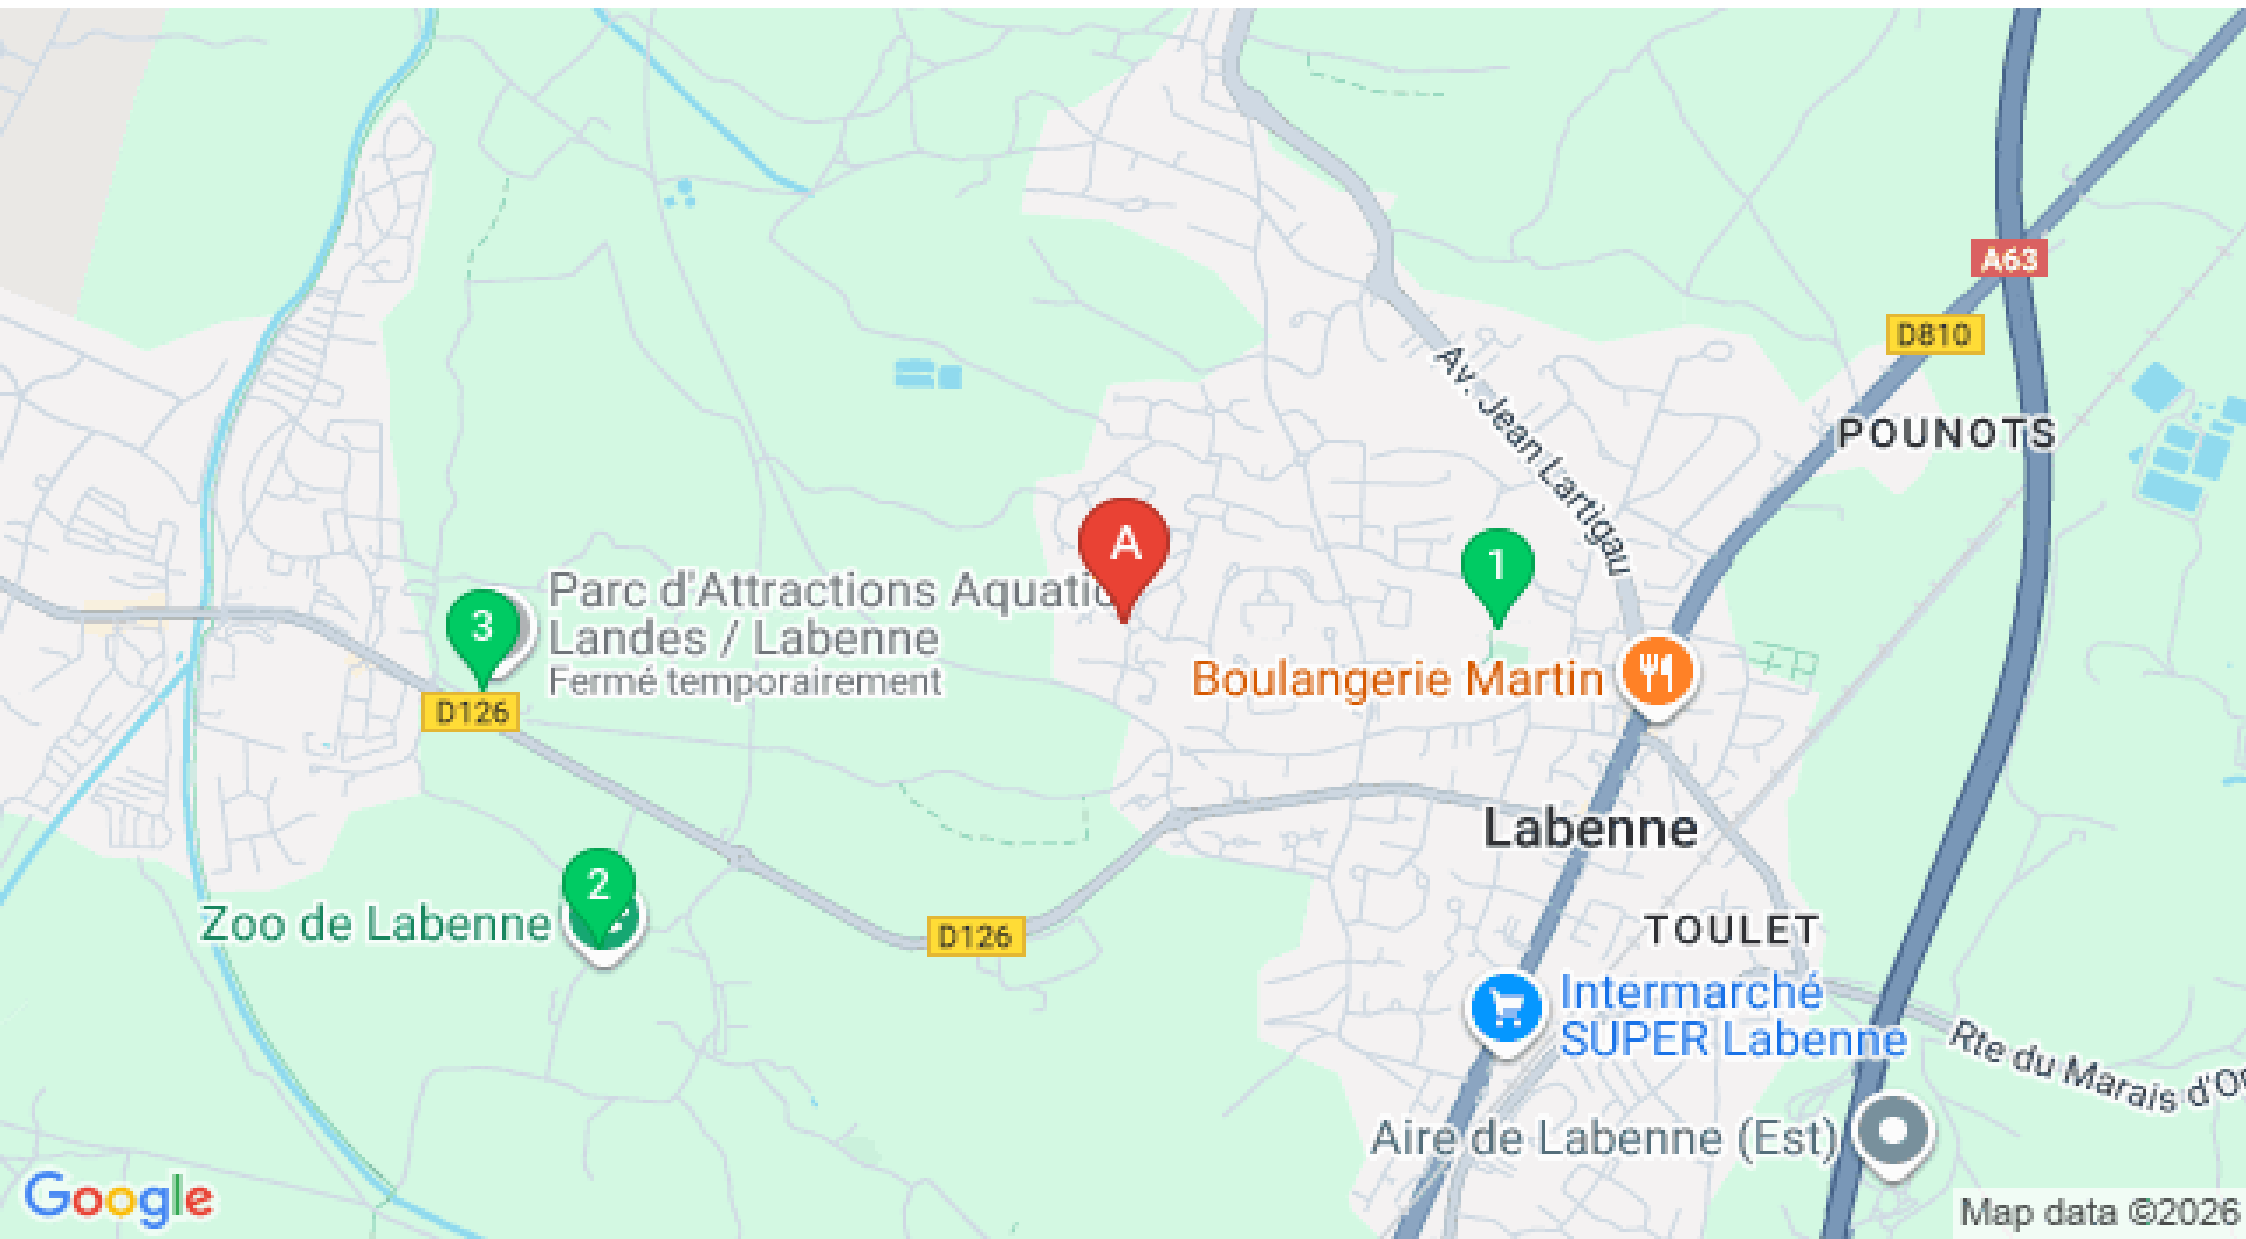 A63
D810
Av. Jean Lartigau
POUNOTS
A
1
Parc d'Attractions Aquatic
Landes / Labenne
Fermé temporairement
3
D126
Boulangerie Martin
Labenne
2
Zoo de Labenne
D126
TOULET
Intermarché
SUPER Labenne
Rte du Marais d'O
Aire de Labenne (Est)
Google
Map data ©2026